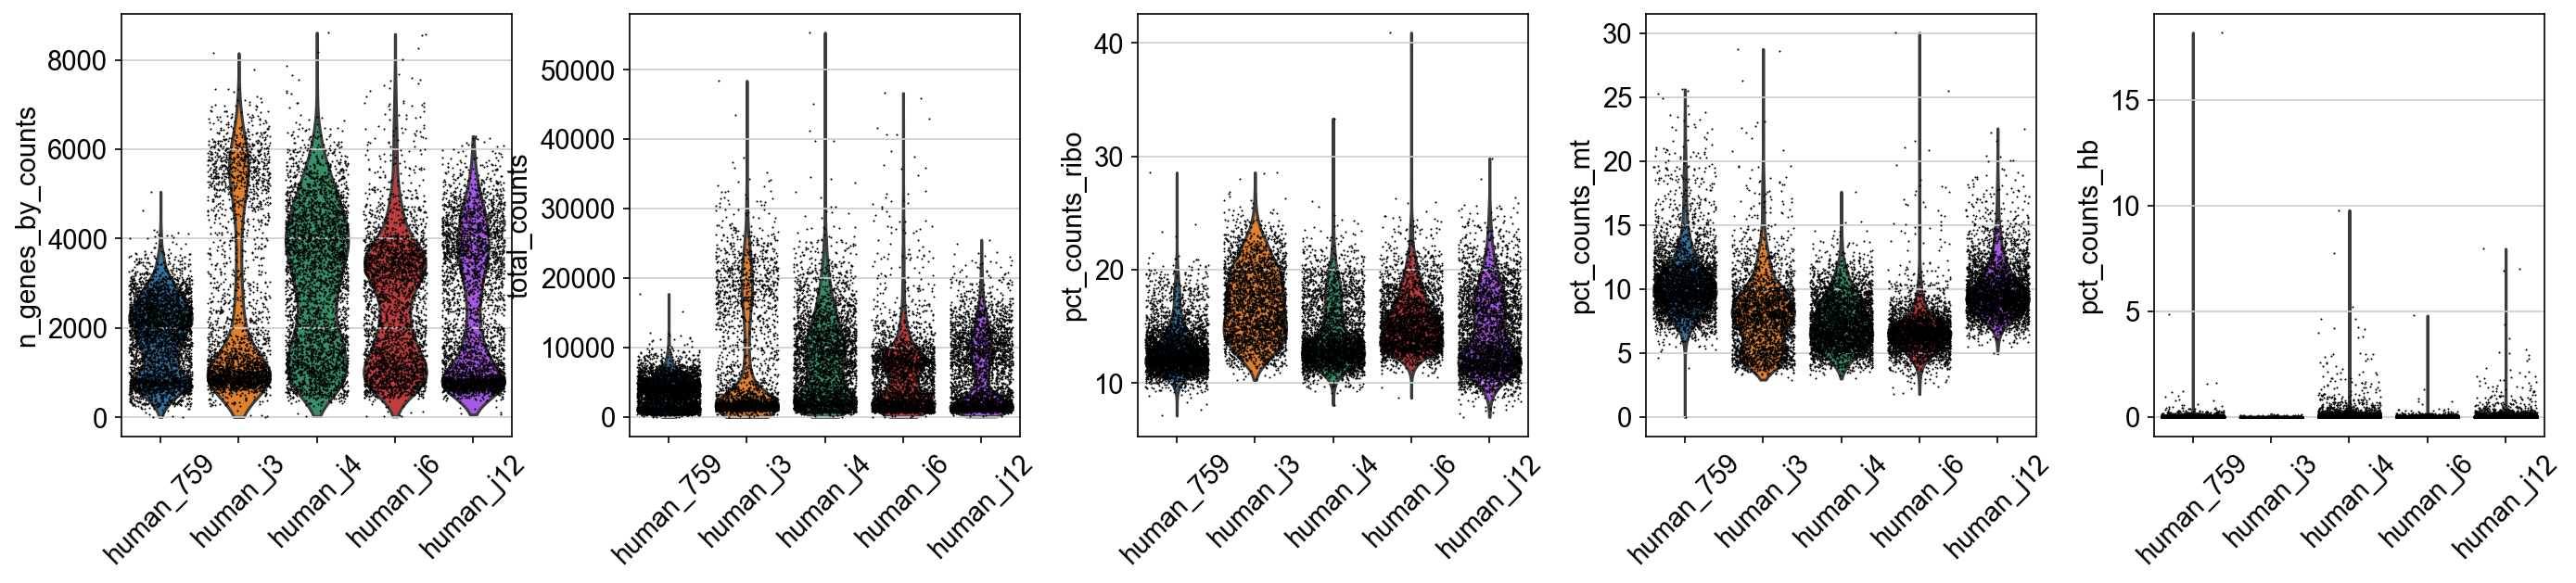 n_genes_by_counts
8000
6000
4000
2000
0
human_759
human_j3
human_j4
human_j6
human_j12
total_counts
50000
40000
30000
20000
10000
0
human_759
human_j3
human_j4
human_j6
human_j12
pct_counts_ribo
40
30
20
10
human_759
human_j3
human_j4
human_j6
human_j12
pct_counts_mt
30
25
20
15
10
5
0
human_759
human_j3
human_j4
human_j6
human_j12
pct_counts_hb
15
10
5
0
human_759
human_j3
human_j4
human_j6
human_j12